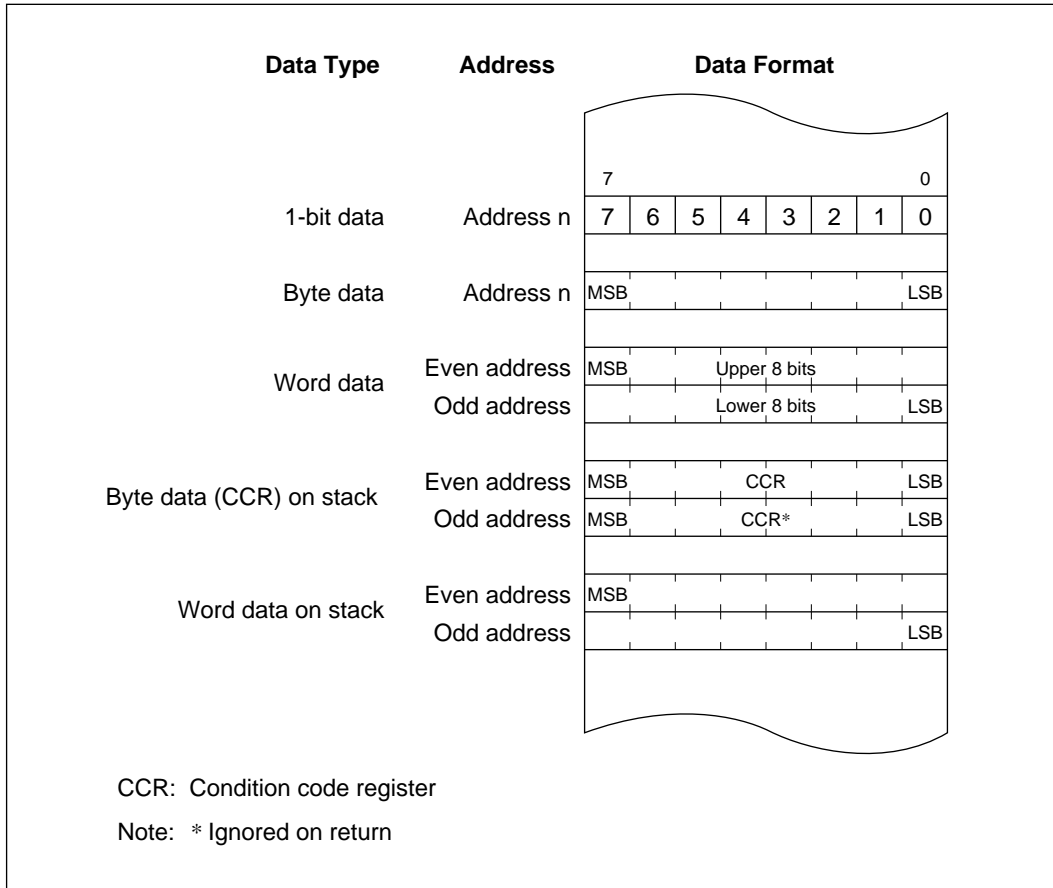 Data Type Address Data Format
7 0
1-bit data Address n 7 6 5 4 3 2 1 0
Byte data Address n MSB LSB
Even address MSB Upper 8 bits
Word data
Odd address Lower 8 bits LSB
Even address MSB CCR LSB
Byte data (CCR) on stack
Odd address MSB CCR* LSB
Even address MSB
Word data on stack
Odd address LSB
CCR: Condition code register
Note: * Ignored on return